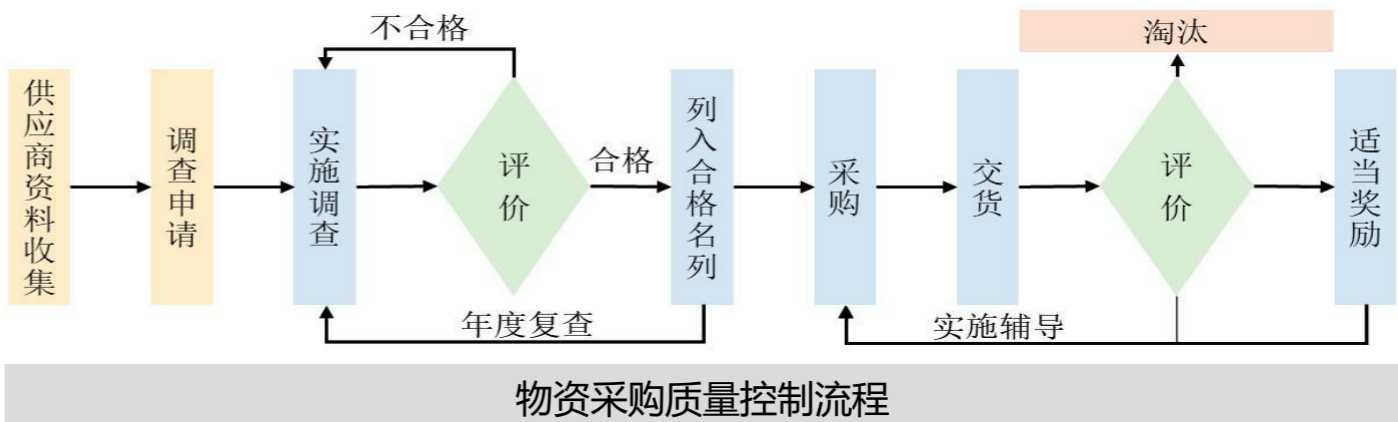 不合格
淘汰
供应商资料收集
调查申请
实施调查
评价
合格
列入合格名列
采购
交货
评价
适当奖励
年度复查
实施辅导
物资采购质量控制流程